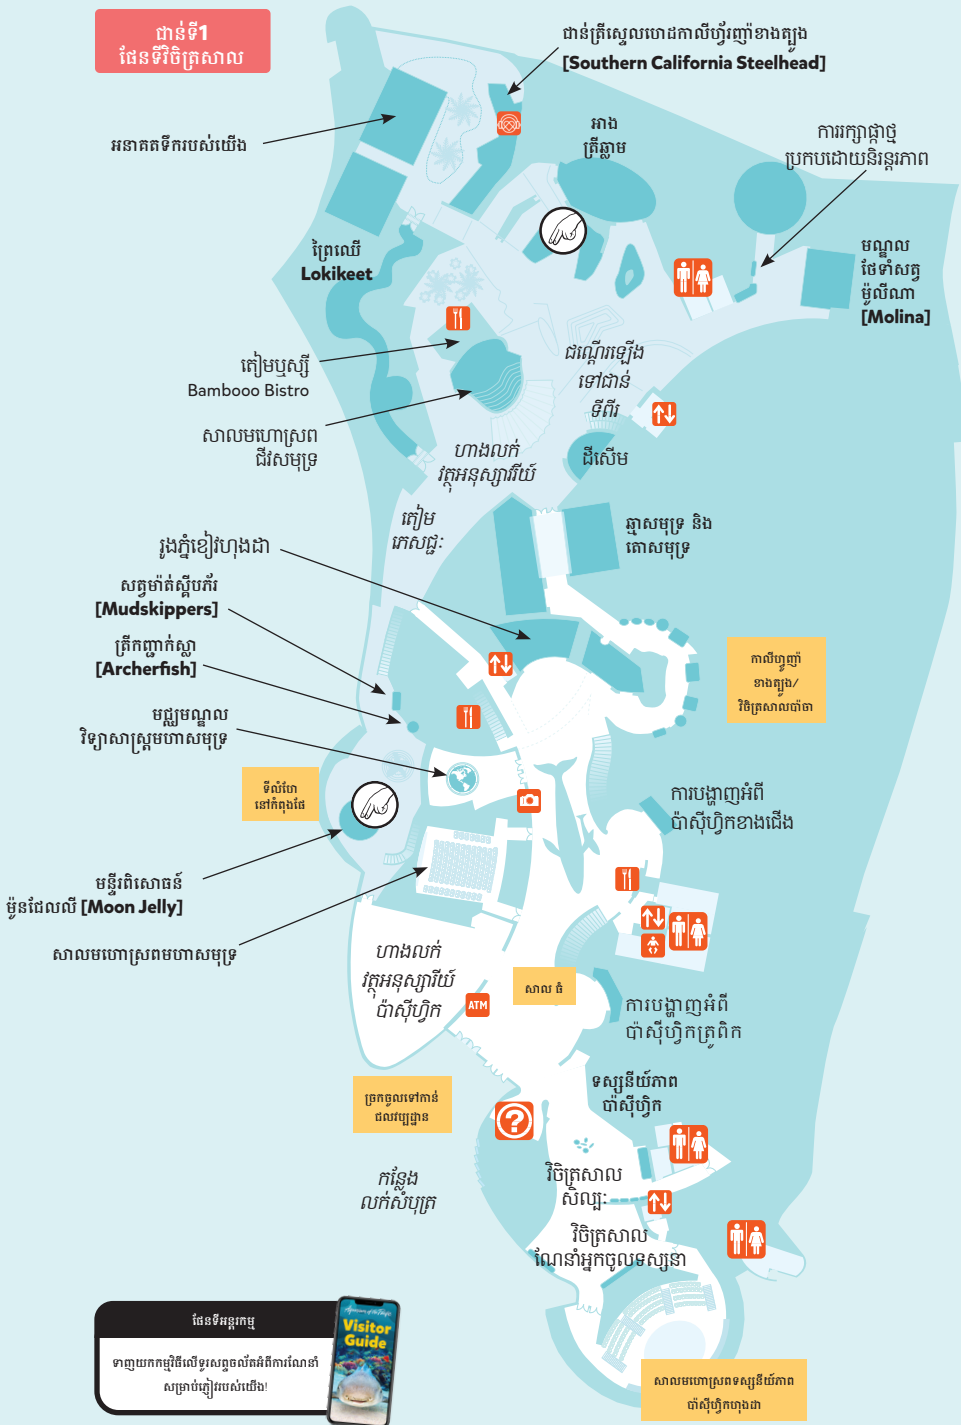 ជាន់ទី1
ផែនទីវិចិត្រសាល
ជាន់ត្រីស្ទេលហេដកាលីហ្វ័រញ៉ាខាងត្បូង
[Southern California Steelhead]
អនាគតទឹករបស់យើង
អាង
ត្រីឆ្លាម
ការរក្សាផ្កាថ្ម
ប្រកបដោយនិរន្តរភាព
ព្រៃឈើ
Lokikeet
មណ្ឌល
ថែទាំសត្វ
ម៉ូលីណា
[Molina]
តៀមឬស្សី
Bambooo Bistro
ជណ្តើរឡើង
ទៅជាន់
ទីពីរ
សាលមហោស្រព
ជីវសមុទ្រ
ហាងលក់
វត្ថុអនុស្សាវរីយ៍
ដីសើម
តៀម
ភេសជ្ជៈ
ឆ្មាសមុទ្រ និង
តោសមុទ្រ
រូងភ្នំខៀវហុងដា
សត្វម៉ាត់ស្គីបភ័រ
[Mudskippers]
ត្រីកញ្ជាក់ស្លា
[Archerfish]
កាលីហ្វូញ៉ា
ខាងត្បូង/
វិចិត្រសាលប៉ាចា
មជ្ឈមណ្ឌល
វិទ្យាសាស្ត្រមហាសមុទ្រ
ទីលំហែ
នៅកំពុងផែ
ការបង្ហាញអំពី
ប៉ាស៊ីហ្វិកខាងជើង
មន្ទីរពិសោធន៍
ម៉ូនជែលលី [Moon Jelly]
សាលមហោស្រពមហាសមុទ្រ
ហាងលក់
វត្ថុអនុស្សារីយ៍
ប៉ាស៊ីហ្វិក
ATM
សាល ធំ
ការបង្ហាញអំពី
ប៉ាស៊ីហ្វិកត្រូពិក
ទស្សនីយ៍ភាព
ប៉ាស៊ីហ្វិក
ច្រកចូលទៅកាន់
ជលវប្បដ្ឋាន
?
កន្លែង
លក់សំបុត្រ
វិចិត្រសាល
សិល្បៈ
វិចិត្រសាល
ណែនាំអ្នកចូលទស្សនា
ផែនទីអន្តរកម្ម
ទាញយកកម្មវិធីលើទូរសព្ទចល័តអំពីការណែនាំ
សម្រាប់ភ្ញៀវរបស់យើង!
Aquarium of the Pacific
Visitor
Guide
សាលមហោស្រពទស្សនីយ៍ភាព
ប៉ាស៊ីហ្វិកហុងដា